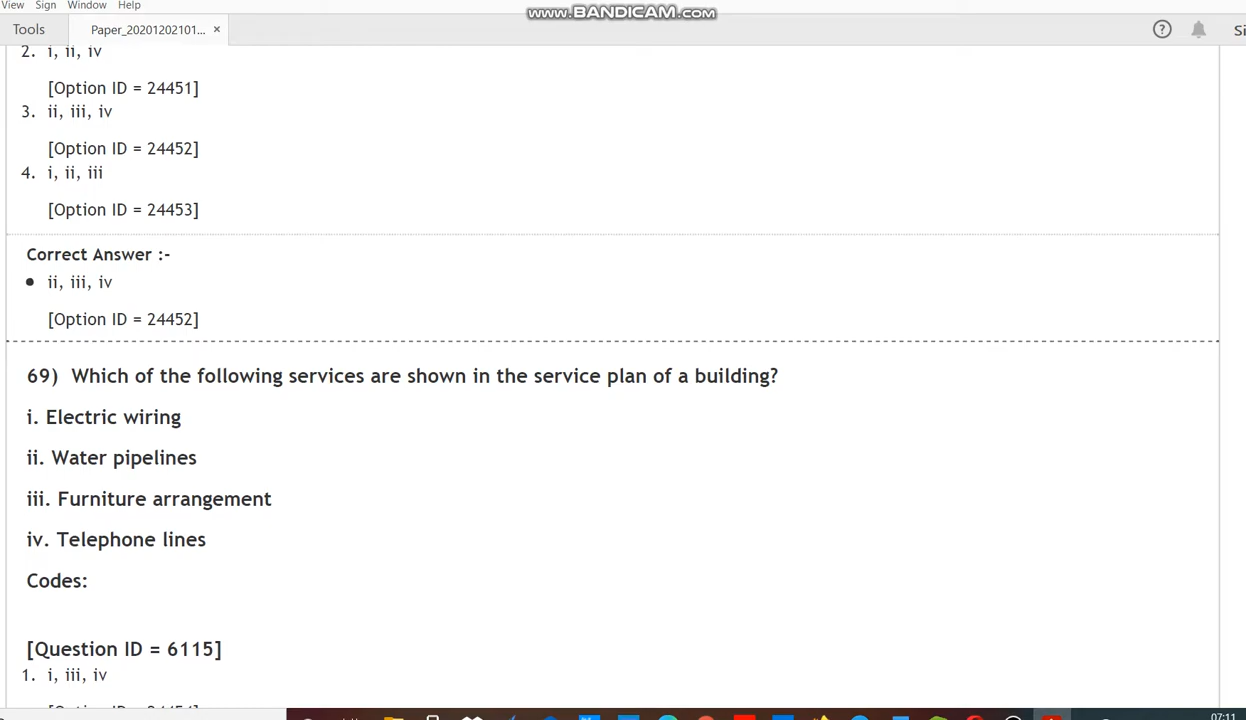 View Sign Window Help
www.BANDICAM.com
Tools Paper_20201202101... ×
2. i, ii, iv
[Option ID = 24451]
3. ii, iii, iv
[Option ID = 24452]
4. i, ii, iii
[Option ID = 24453]
Correct Answer :-
• ii, iii, iv
[Option ID = 24452]
69) Which of the following services are shown in the service plan of a building?
i. Electric wiring
ii. Water pipelines
iii. Furniture arrangement
iv. Telephone lines
Codes:
[Question ID = 6115]
1. i, iii, iv
07:11